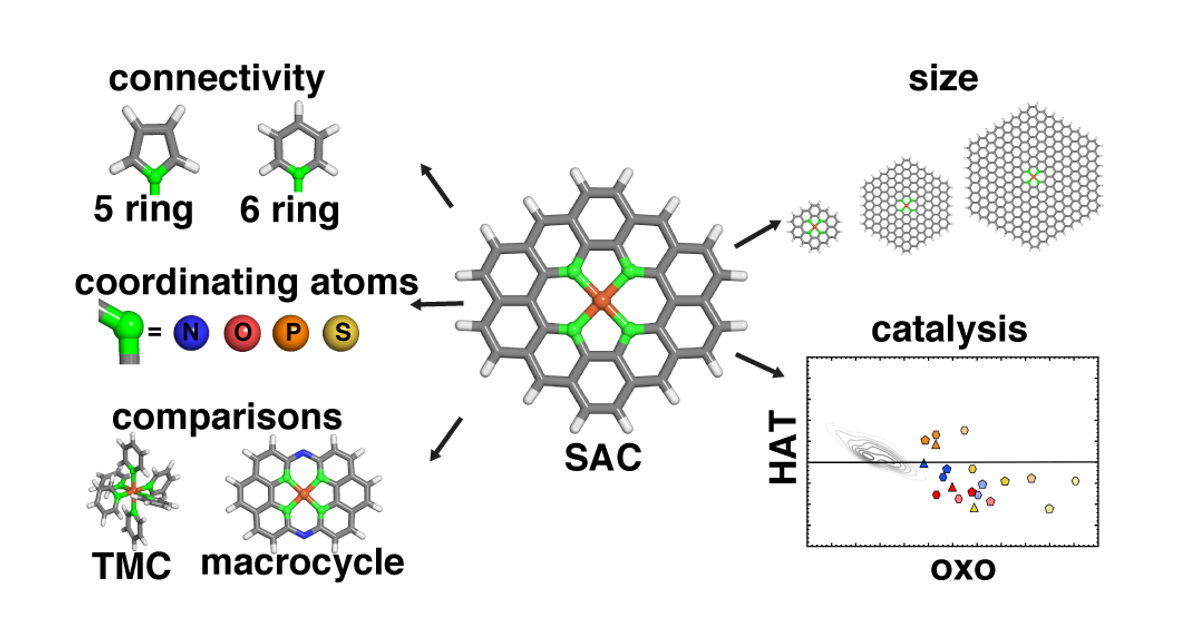 connectivity
5 ring 6 ring
coordinating atoms
= N O P S
comparisons
TMC macrocycle
SAC
size
catalysis
HAT
oxo